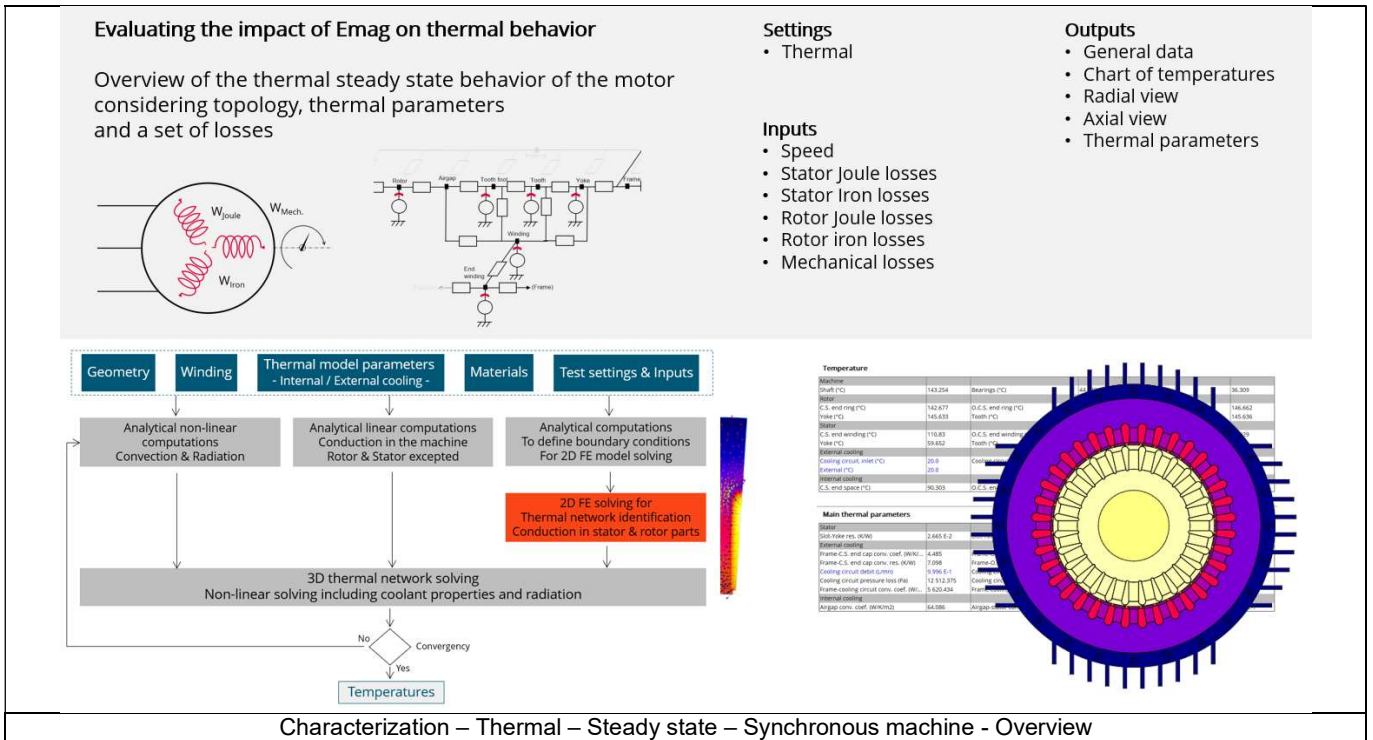 Evaluating the impact of Emag on thermal behavior
Overview of the thermal steady state behavior of the motor
considering topology, thermal parameters
and a set of losses
Settings
• Thermal
Inputs
• Speed
• Stator Joule losses
• Stator Iron losses
• Rotor Joule losses
• Rotor iron losses
• Mechanical losses
Outputs
• General data
• Chart of temperatures
• Radial view
• Axial view
• Thermal parameters
WJoule
WMech.
WIron
Rotor
Airgap
Tooth foot
Tooth
Yoke
Frame
Winding
End
winding
(Frame)
Geometry
Winding
Thermal model parameters
- Internal / External cooling -
Materials
Test settings & Inputs
Analytical non-linear
computations
Convection & Radiation
Analytical linear computations
Conduction in the machine
Rotor & Stator excepted
Analytical computations
To define boundary conditions
For 2D FE model solving
2D FE solving for
Thermal network identification
Conduction in stator & rotor parts
3D thermal network solving
Non-linear solving including coolant properties and radiation
No
Convergency
Yes
Temperatures
Temperature
Machine
Shaft (°C) 143.254 Bearings (°C) 36.309
Rotor
C.S. end ring (°C) 142.677 O.C.S. end ring (°C) 146.662
Yoke (°C) 145.633 Tooth (°C) 145.636
Stator
C.S. end winding (°C) 110.83 O.C.S. end winding
Yoke (°C) 59.652 Tooth (°C)
External cooling
Cooling circuit, inlet (°C) 20.0
External (°C) 20.0
Internal cooling
C.S. end space (°C) 90.303
Main thermal parameters
Stator
Slot-Yoke res. (K/W) 2.665 E-2
External cooling
Frame-C.S. end cap conv. coef. (W/K/... 4.485
Frame-C.S. end cap conv. res. (K/W) 7.098
Cooling circuit debit (L/mn) 9.996 E-1
Cooling circuit pressure loss (Pa) 12 512.375
Frame-cooling circuit conv. coef. (W/... 5 620.434
Internal cooling
Airgap conv. coef. (W/K/m2) 64.086
Characterization – Thermal – Steady state – Synchronous machine - Overview